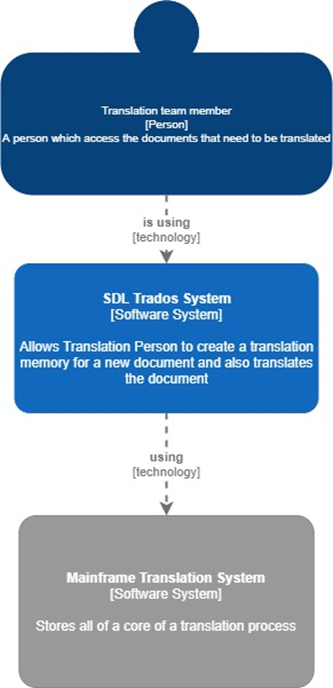 Translation team member
[Person]
A person which access the documents that need to be translated
is using
[technology]
SDL Trados System
[Software System]
Allows Translation Person to create a translation
memory for a new document and also translates
the document
using
[technology]
Mainframe Translation System
[Software System]
Stores all of a core of a translation process